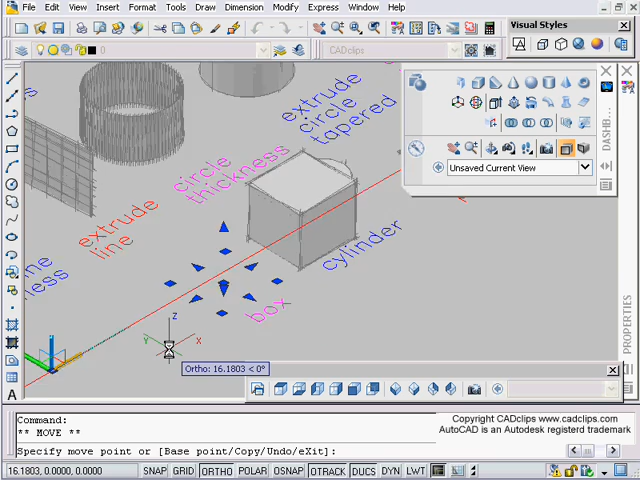 File Edit View Insert Format Tools Draw Dimension Modify Express Window Help
Visual Styles
0
CADclips
extrude
circle
tapered
circle
thickness
DASHB
Unsaved Current View
extrude
line
cylinder
ness
box
Z
Y
X
PROPERTIES
Ortho: 16.1803 < 0°
Command:
** MOVE **
Specify move point or [Base point/Copy/Undo/eXit]:
Copyright CADclips www.cadclips.com
AutoCAD is an Autodesk registerd trademark
16.1803, 0.0000, 0.0000 SNAP GRID ORTHO POLAR OSNAP OTRACK DUCS DYN LWT